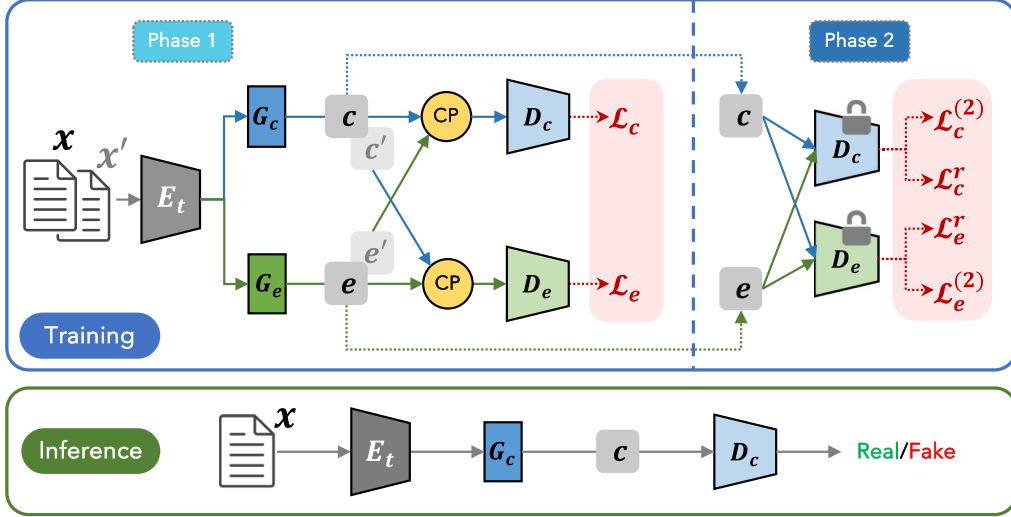 Phase 1
Phase 2
x
x′
E_t
G_c
c
c′
CP
D_c
ℒ_c
G_e
e′
e
CP
D_e
ℒ_e
c
e
D_c
D_e
ℒ_c^(2)
ℒ_c^r
ℒ_e^r
ℒ_e^(2)
Training
Inference
x
E_t
G_c
c
D_c
Real/Fake